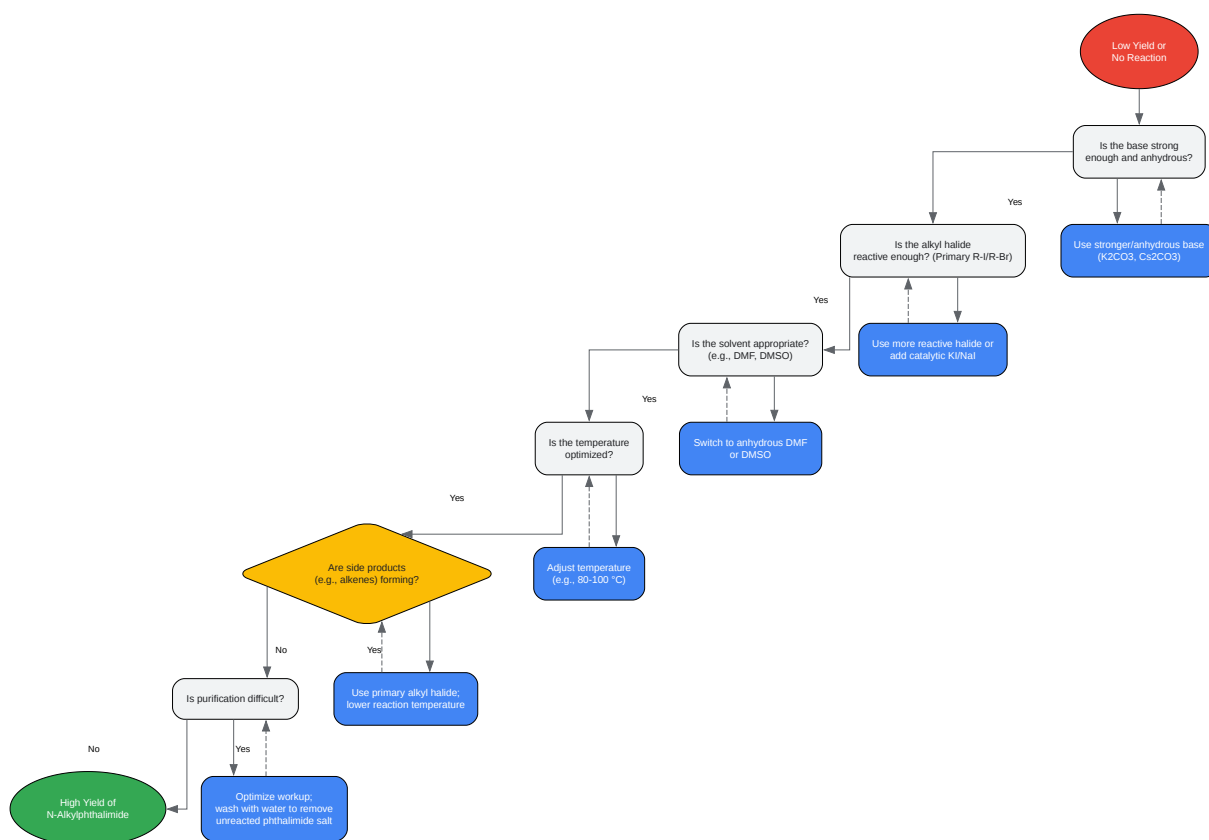 Low Yield or
No Reaction
Is the base strong
enough and anhydrous?
Yes
Use stronger/anhydrous base
(K2CO3, Cs2CO3)
Is the alkyl halide
reactive enough? (Primary R-I/R-Br)
Yes
Use more reactive halide or
add catalytic KI/NaI
Is the solvent appropriate?
(e.g., DMF, DMSO)
Yes
Switch to anhydrous DMF
or DMSO
Is the temperature
optimized?
Yes
Adjust temperature
(e.g., 80-100 °C)
Are side products
(e.g., alkenes) forming?
No
Yes
Use primary alkyl halide;
lower reaction temperature
Is purification difficult?
No
Yes
Optimize workup;
wash with water to remove
unreacted phthalimide salt
High Yield of
N-Alkylphthalimide